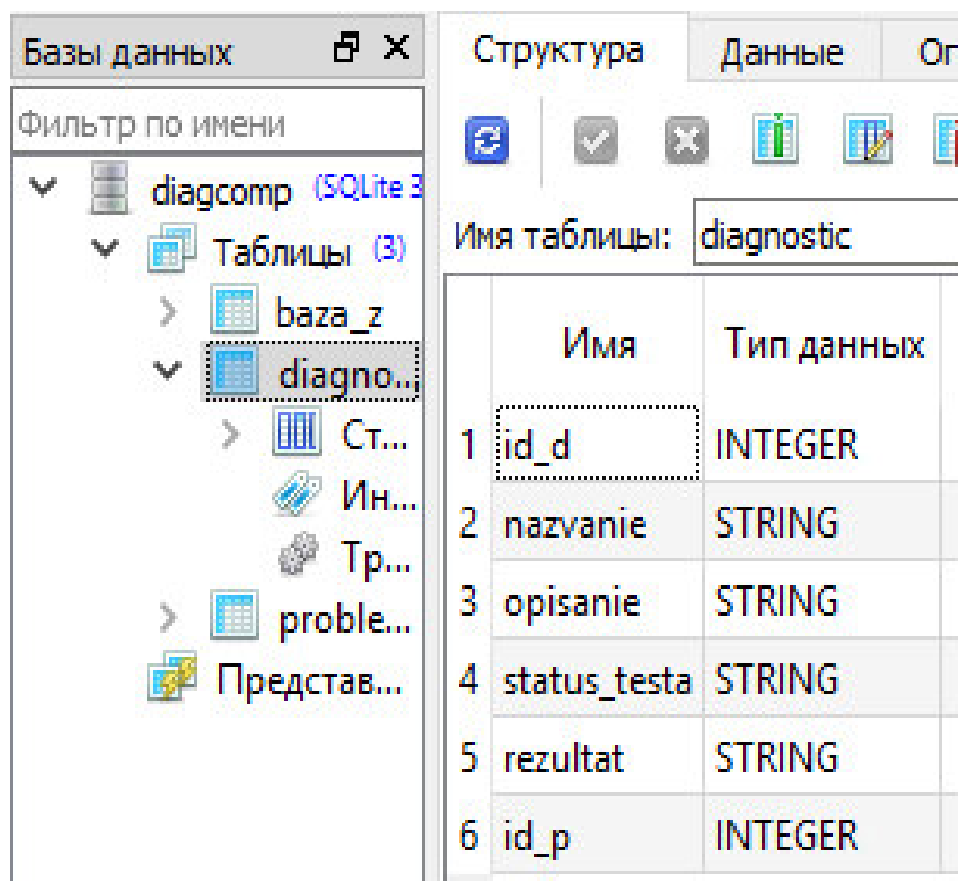 Базы данных
Фильтр по имени
diagcomp (SQLite 3
Таблицы (3)
baza_z
diagno...
Ст...
Ин...
Тр...
proble...
Представ...
Структура Данные Ог
Имя таблицы: diagnostic
Имя Тип данных
1 id_d INTEGER
2 nazvanie STRING
3 opisanie STRING
4 status_testa STRING
5 rezultat STRING
6 id_p INTEGER